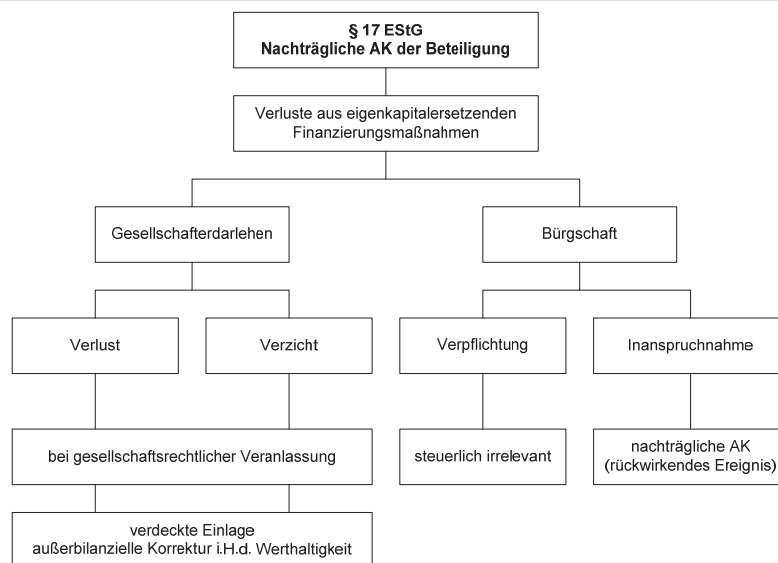 § 17 EStG
Nachträgliche AK der Beteiligung
Verluste aus eigenkapitalersetzenden
Finanzierungsmaßnahmen
Gesellschafterdarlehen
Bürgschaft
Verlust
Verzicht
Verpflichtung
Inanspruchnahme
bei gesellschaftsrechtlicher Veranlassung
steuerlich irrelevant
nachträgliche AK
(rückwirkendes Ereignis)
verdeckte Einlage
außerbilanzielle Korrektur i.H.d. Werthaltigkeit